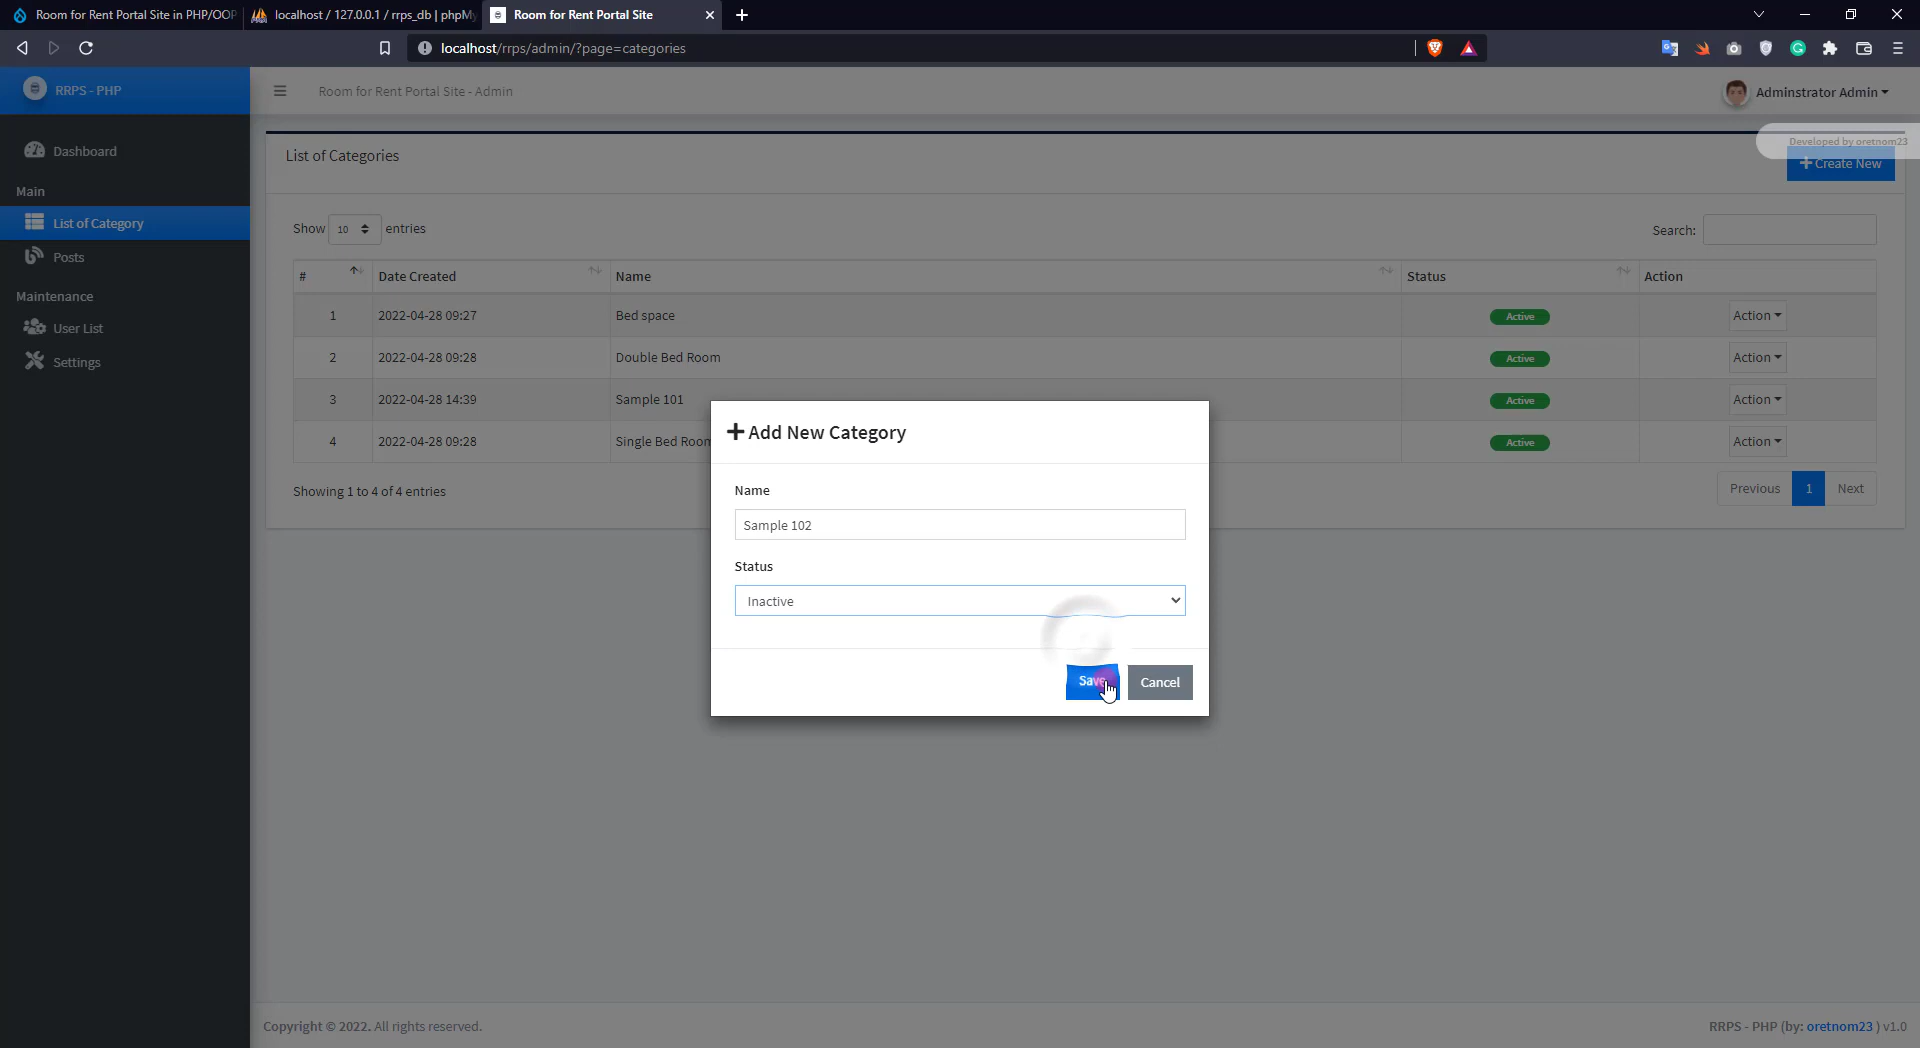 Room for Rent Portal Site in PHP/OOP
localhost / 127.0.0.1 / rrps_db | phpMy
Room for Rent Portal Site
localhost/rrps/admin/?page=categories
RRPS - PHP
Room for Rent Portal Site - Admin
Adminstrator Admin
Developed by oretnom23
Dashboard
Main
List of Category
Posts
Maintenance
User List
Settings
List of Categories
Create New
Show 10 entries
Search:
# Date Created Name Status Action
1 2022-04-28 09:27 Bed space Active Action
2 2022-04-28 09:28 Double Bed Room Active Action
3 2022-04-28 14:39 Sample 101 Active Action
4 2022-04-28 09:28 Single Bed Room Active Action
Showing 1 to 4 of 4 entries
Previous 1 Next
Add New Category
Name
Sample 102
Status
Inactive
Save Cancel
Copyright © 2022. All rights reserved.
RRPS - PHP (by: oretnom23 ) v1.0